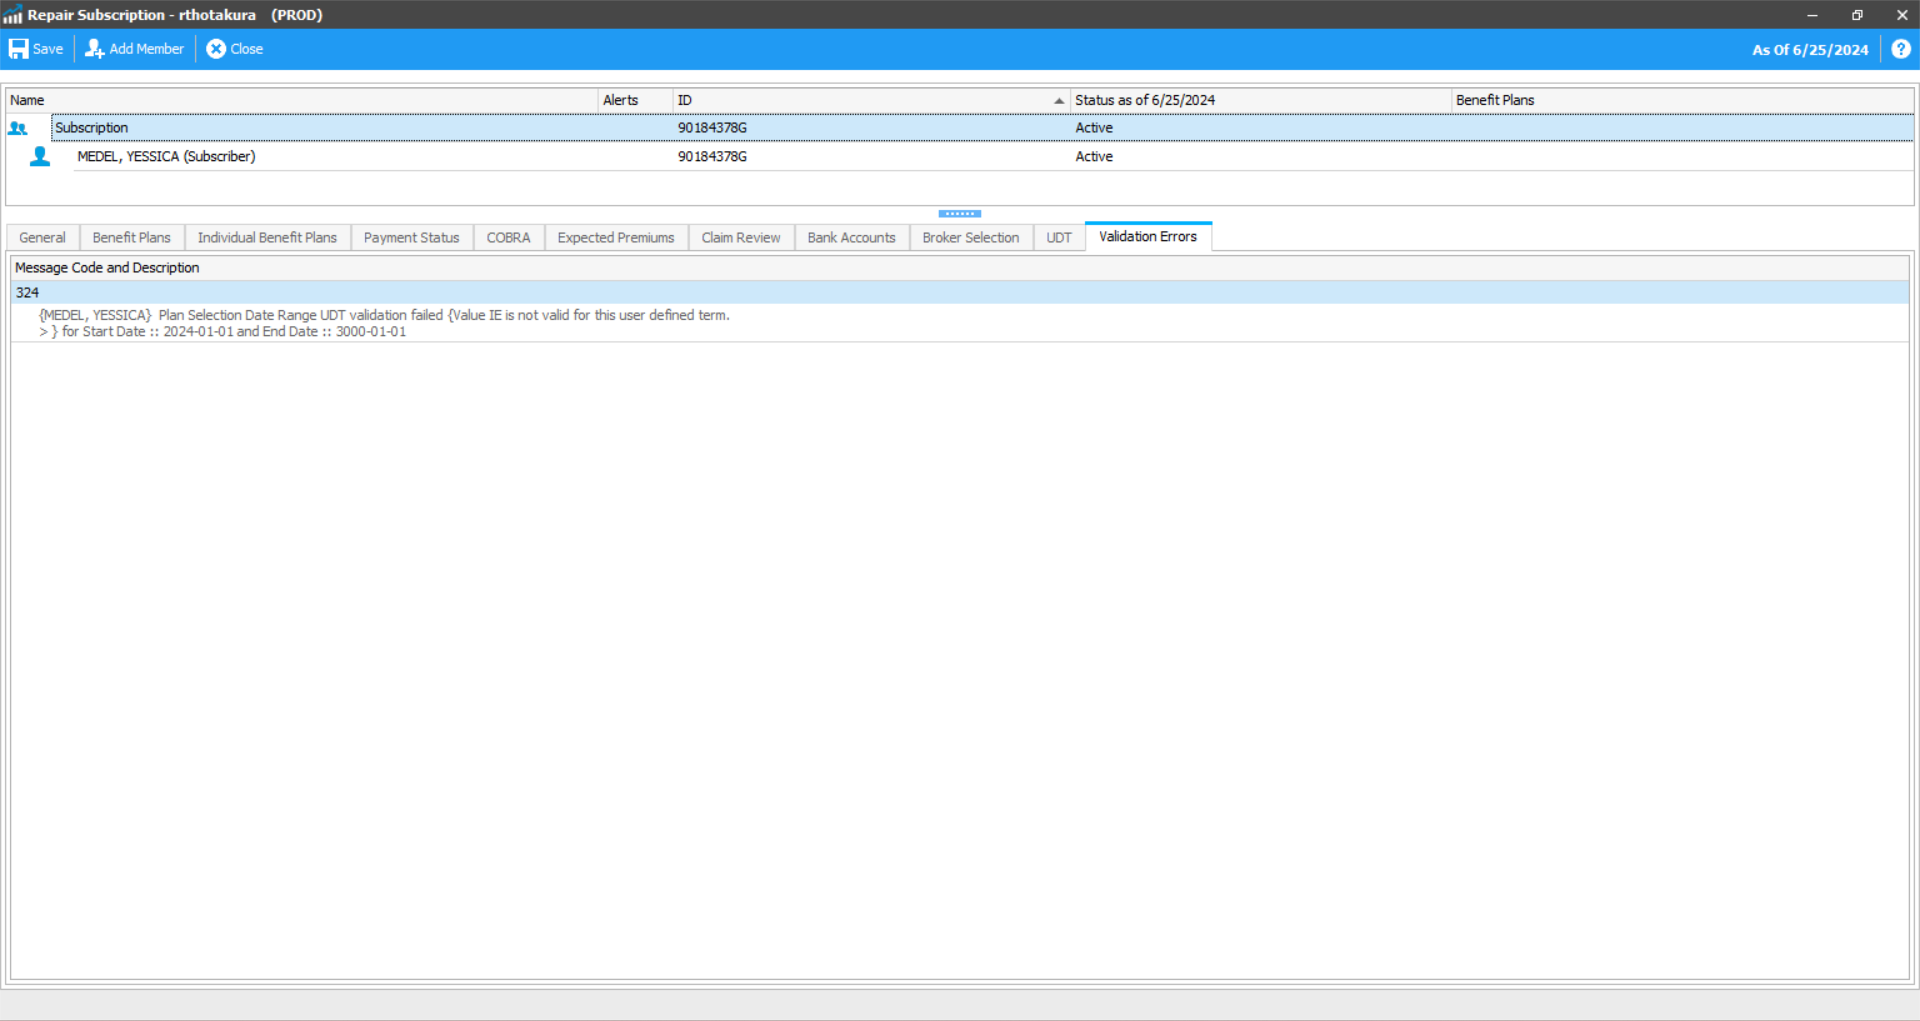 Repair Subscription - rthotakura (PROD)
Save Add Member Close As Of 6/25/2024 ?
Name Alerts ID Status as of 6/25/2024 Benefit Plans
Subscription 90184378G Active
MEDEL, YESSICA (Subscriber) 90184378G Active
General Benefit Plans Individual Benefit Plans Payment Status COBRA Expected Premiums Claim Review Bank Accounts Broker Selection UDT Validation Errors
Message Code and Description
324
{MEDEL, YESSICA} Plan Selection Date Range UDT validation failed {Value IE is not valid for this user defined term.
> } for Start Date :: 2024-01-01 and End Date :: 3000-01-01